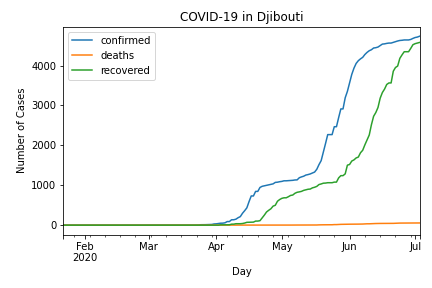 COVID-19 in Djibouti
confirmed
deaths
recovered
Number of Cases
4000
3000
2000
1000
0
Feb Mar Apr May Jun Jul
2020
Day